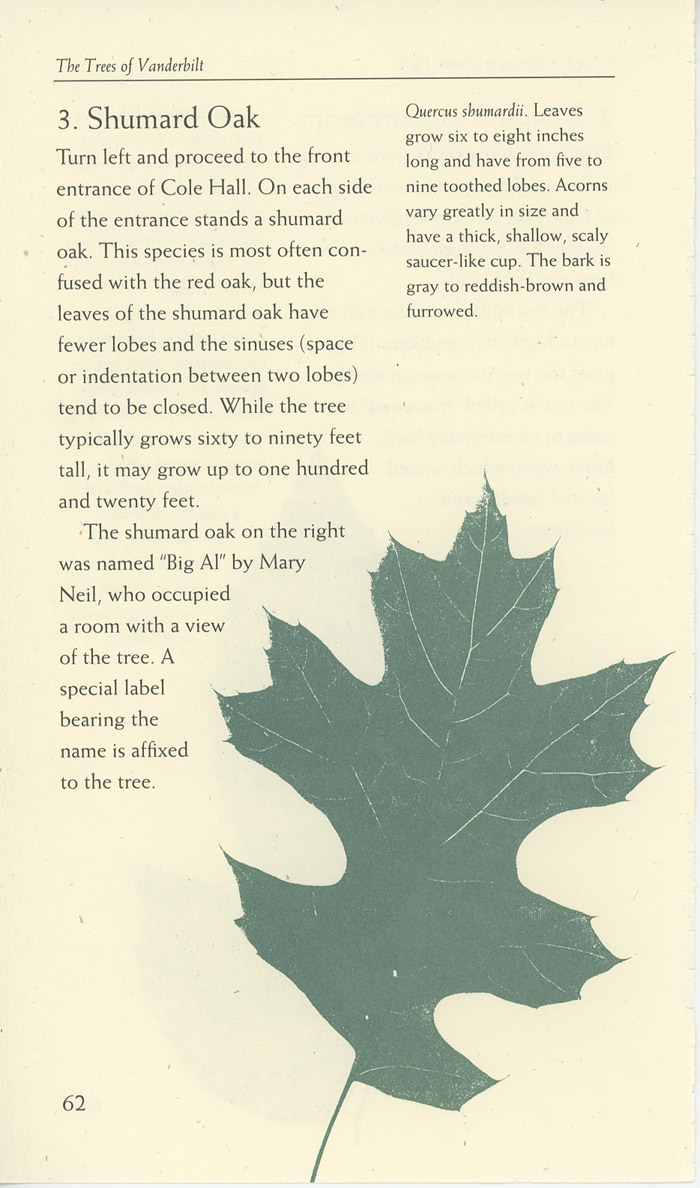 The Trees of Vanderbilt
3. Shumard Oak
Turn left and proceed to the front
entrance of Cole Hall. On each side
of the entrance stands a shumard
oak. This species is most often con-
fused with the red oak, but the
leaves of the shumard oak have
fewer lobes and the sinuses (space
or indentation between two lobes)
tend to be closed. While the tree
typically grows sixty to ninety feet
tall, it may grow up to one hundred
and twenty feet.
The shumard oak on the right
was named “Big Al” by Mary
Neil, who occupied
a room with a view
of the tree. A
special label
bearing the
name is affixed
to the tree.
Quercus shumardii. Leaves
grow six to eight inches
long and have from five to
nine toothed lobes. Acorns
vary greatly in size and
have a thick, shallow, scaly
saucer-like cup. The bark is
gray to reddish-brown and
furrowed.
62